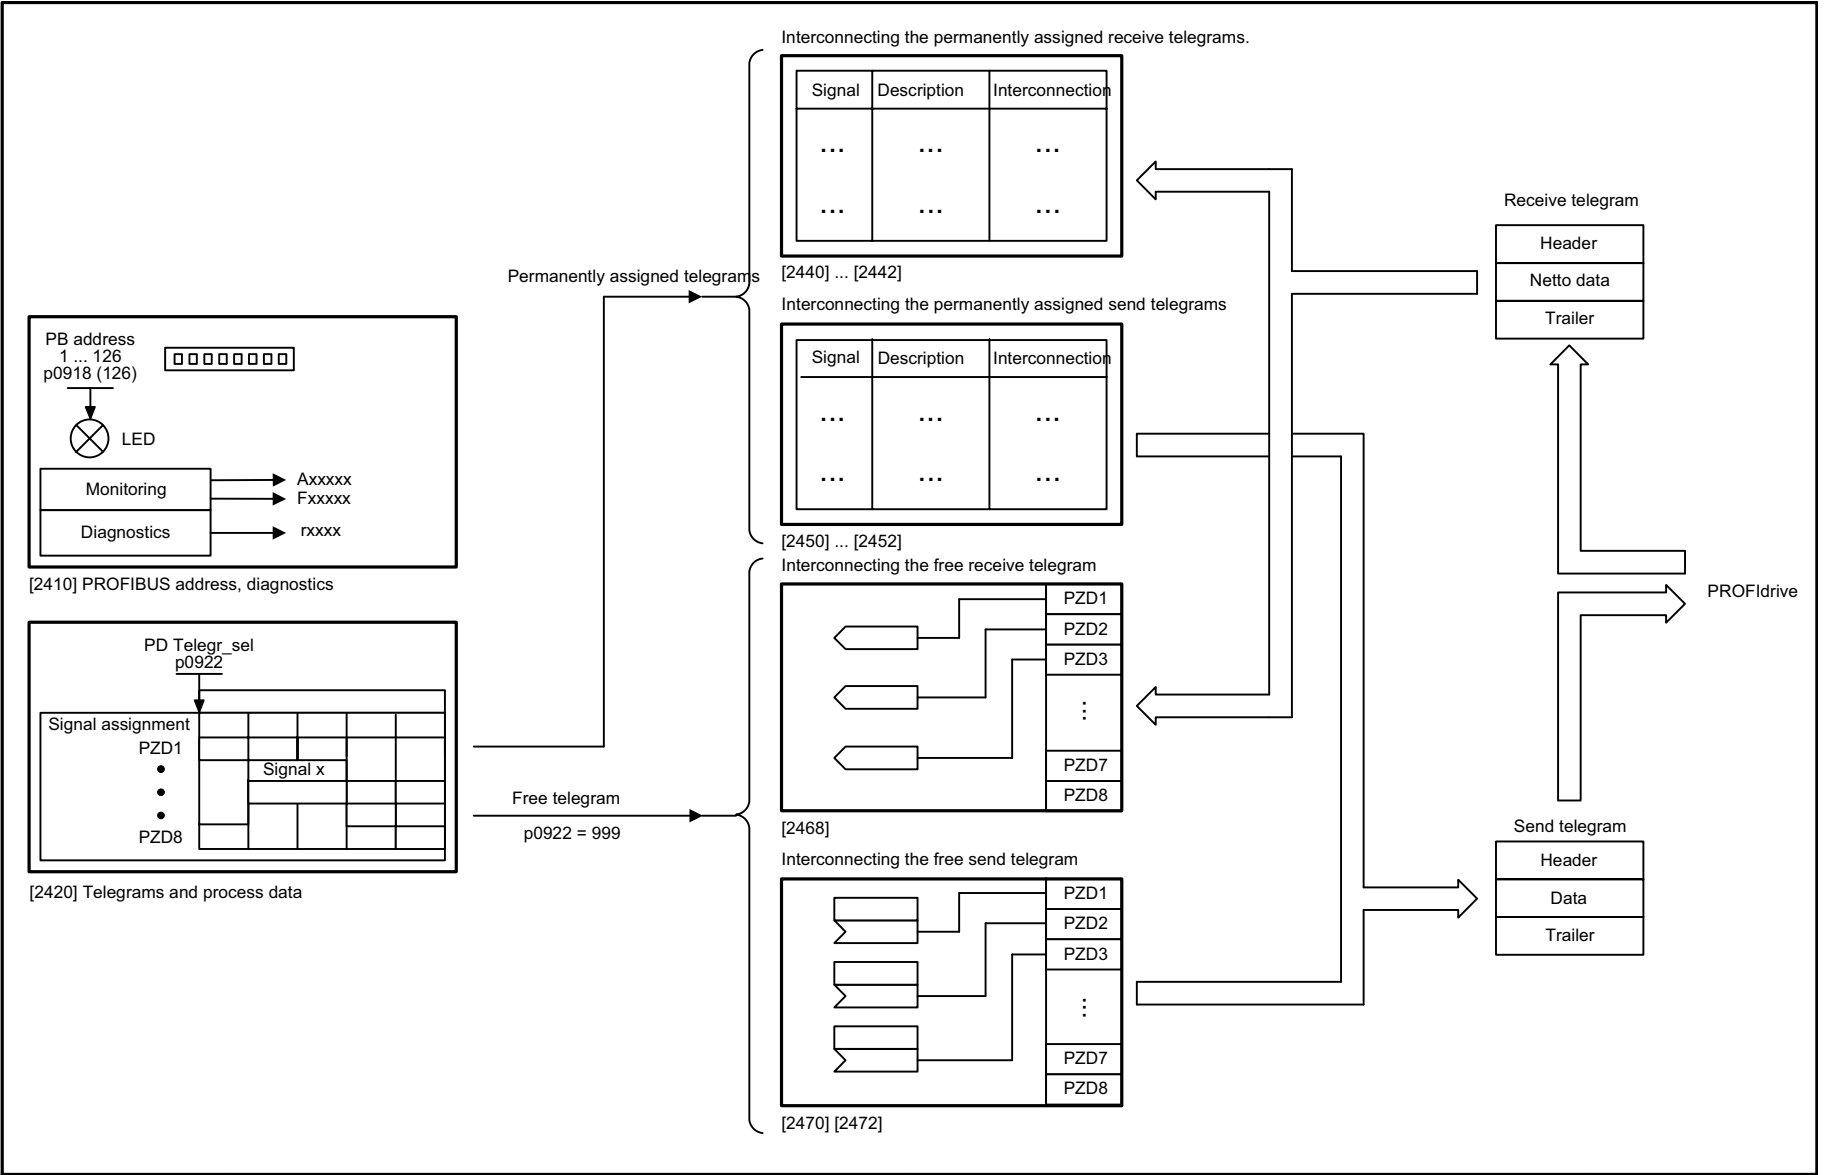 Interconnecting the permanently assigned receive telegrams.
Signal Description Interconnection
... ... ...
... ... ...
[2440] ... [2442]
Permanently assigned telegrams
Interconnecting the permanently assigned send telegrams
Signal Description Interconnection
... ... ...
... ... ...
[2450] ... [2452]
PB address
1 ... 126
p0918 (126)
LED
Monitoring
Axxxxx
Fxxxxx
Diagnostics
rxxxx
[2410] PROFIBUS address, diagnostics
PD Telegr_sel
p0922
Signal assignment
PZD1
Signal x
PZD8
[2420] Telegrams and process data
Free telegram
p0922 = 999
Interconnecting the free receive telegram
PZD1
PZD2
PZD3
...
PZD7
PZD8
[2468]
Interconnecting the free send telegram
PZD1
PZD2
PZD3
...
PZD7
PZD8
[2470] [2472]
Receive telegram
Header
Netto data
Trailer
PROFIdrive
Send telegram
Header
Data
Trailer